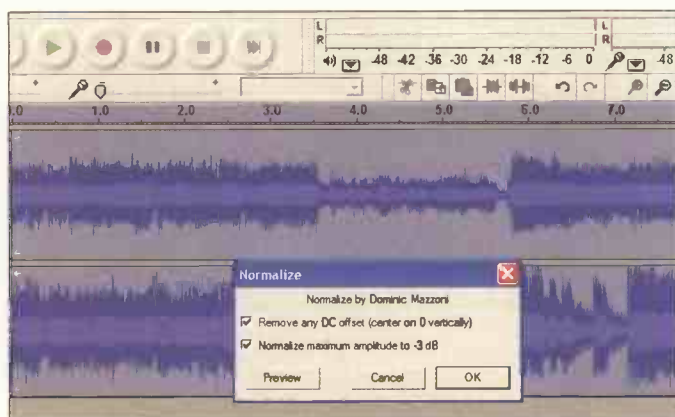 L
R
-48 -42 -36 -30 -24 -18 -12 -6 0
L
R
-48
0.0 1.0 2.0 3.0 4.0 5.0 6.0 7.0
Normalize
Normalize by Dominic Mazzoni
Remove any DC offset (center on 0 vertically)
Normalize maximum amplitude to -3 dB
Preview Cancel OK